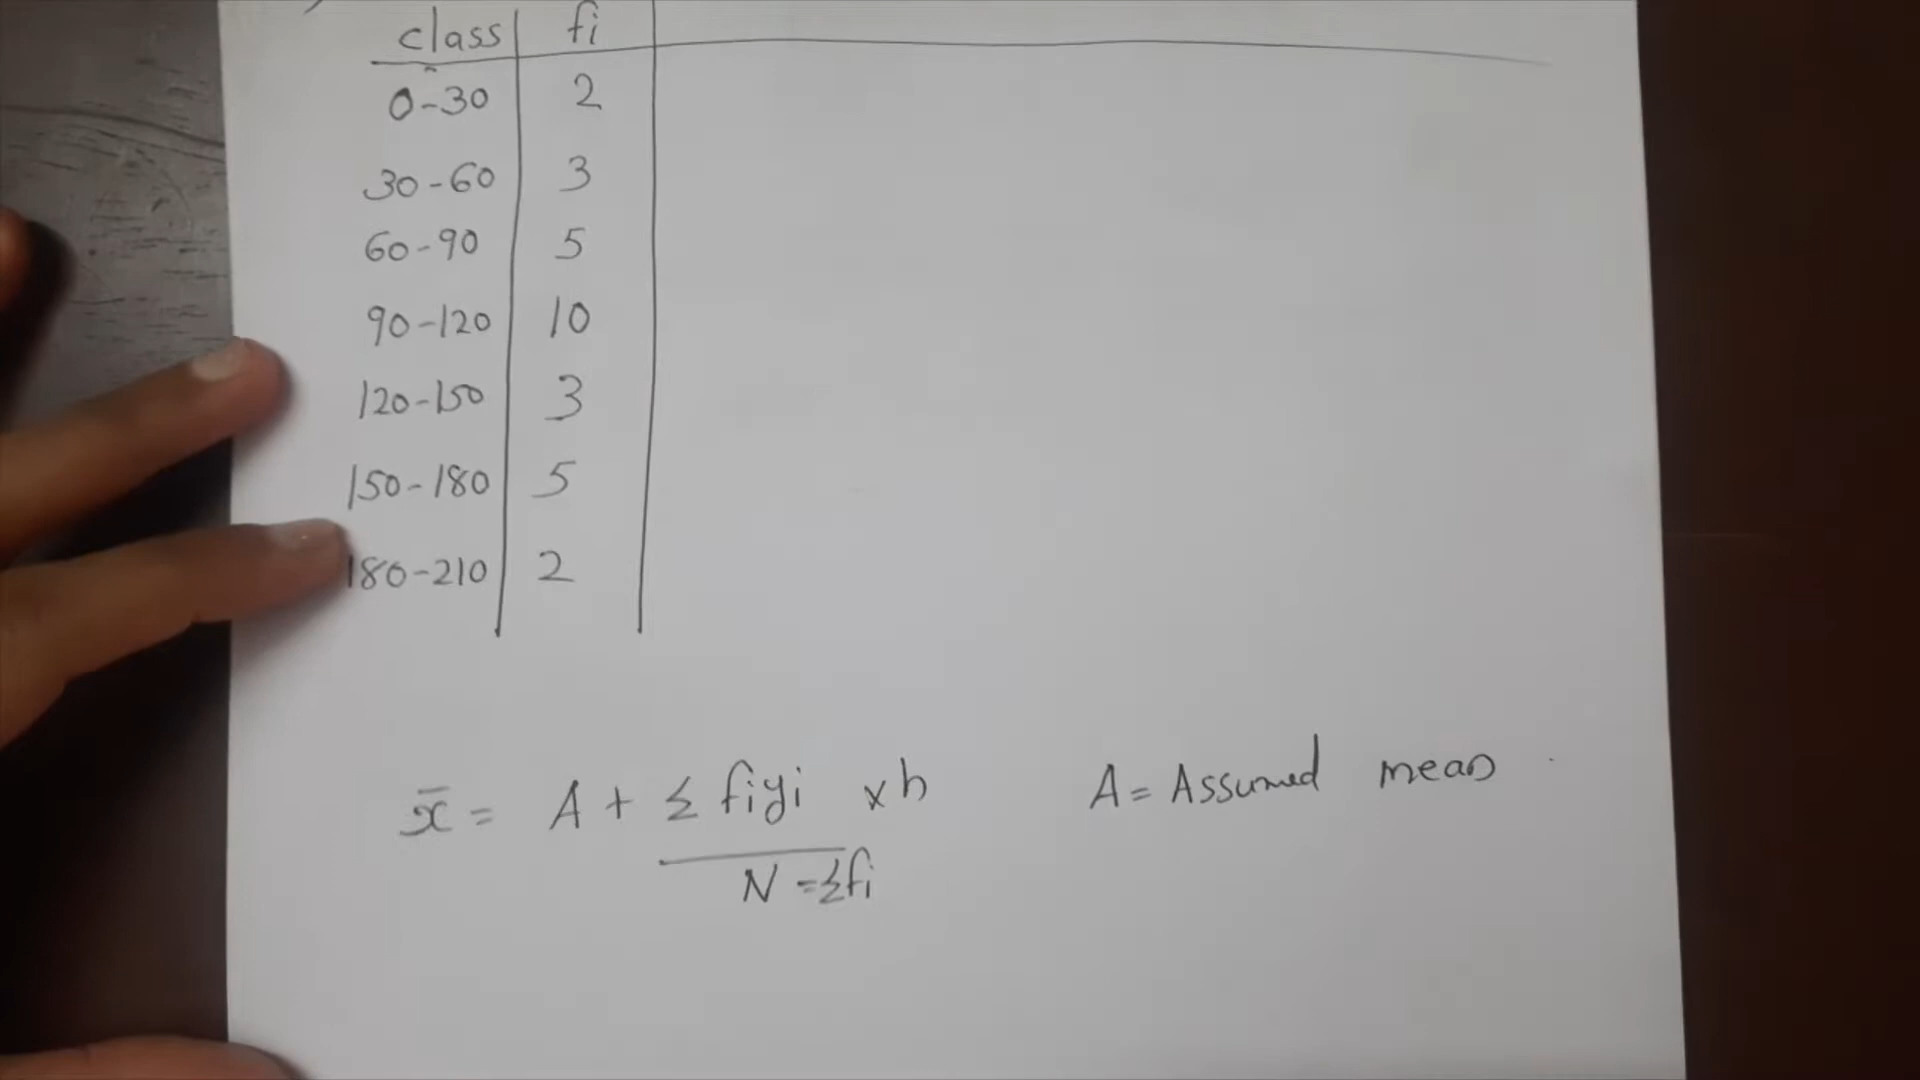 class fi
0-30 2
30-60 3
60-90 5
90-120 10
120-150 3
150-180 5
180-210 2
x̄ = A + Σ fiyi × h A = Assumed mean
N = Σfi